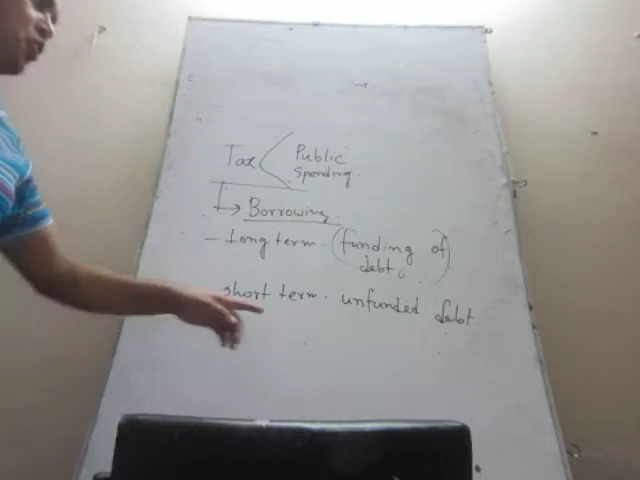 Tax < Public
Spending.
↳ Borrowing.
- Long term. (funding of
debt.)
short term. unfunded debt